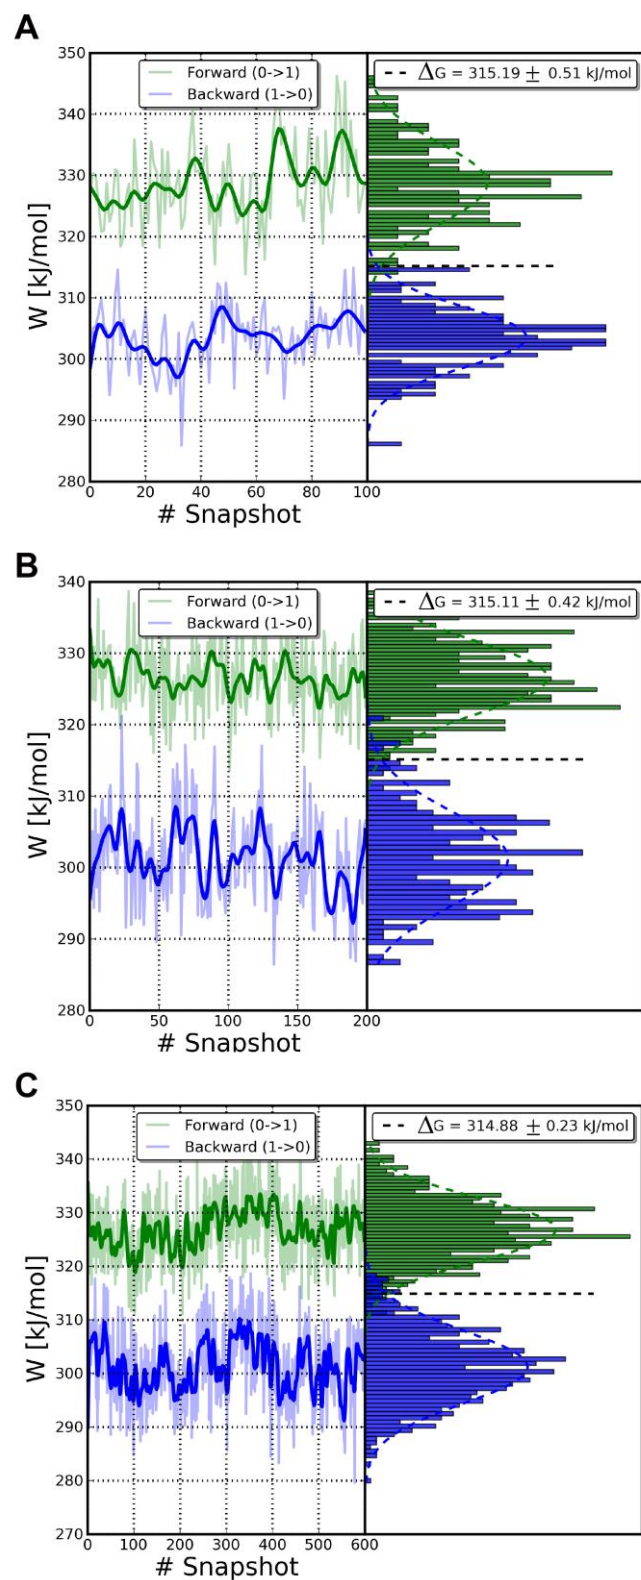 A
350
340
330
320
310
300
290
280
W [kJ/mol]
Forward (0->1)
Backward (1->0)
ΔG = 315.19 ± 0.51 kJ/mol
0 20 40 60 80 100
# Snapshot
B
340
330
320
310
300
290
280
W [kJ/mol]
Forward (0->1)
Backward (1->0)
ΔG = 315.11 ± 0.42 kJ/mol
0 50 100 150 200
# Snapshot
C
350
340
330
320
310
300
290
280
270
W [kJ/mol]
Forward (0->1)
Backward (1->0)
ΔG = 314.88 ± 0.23 kJ/mol
0 100 200 300 400 500 600
# Snapshot